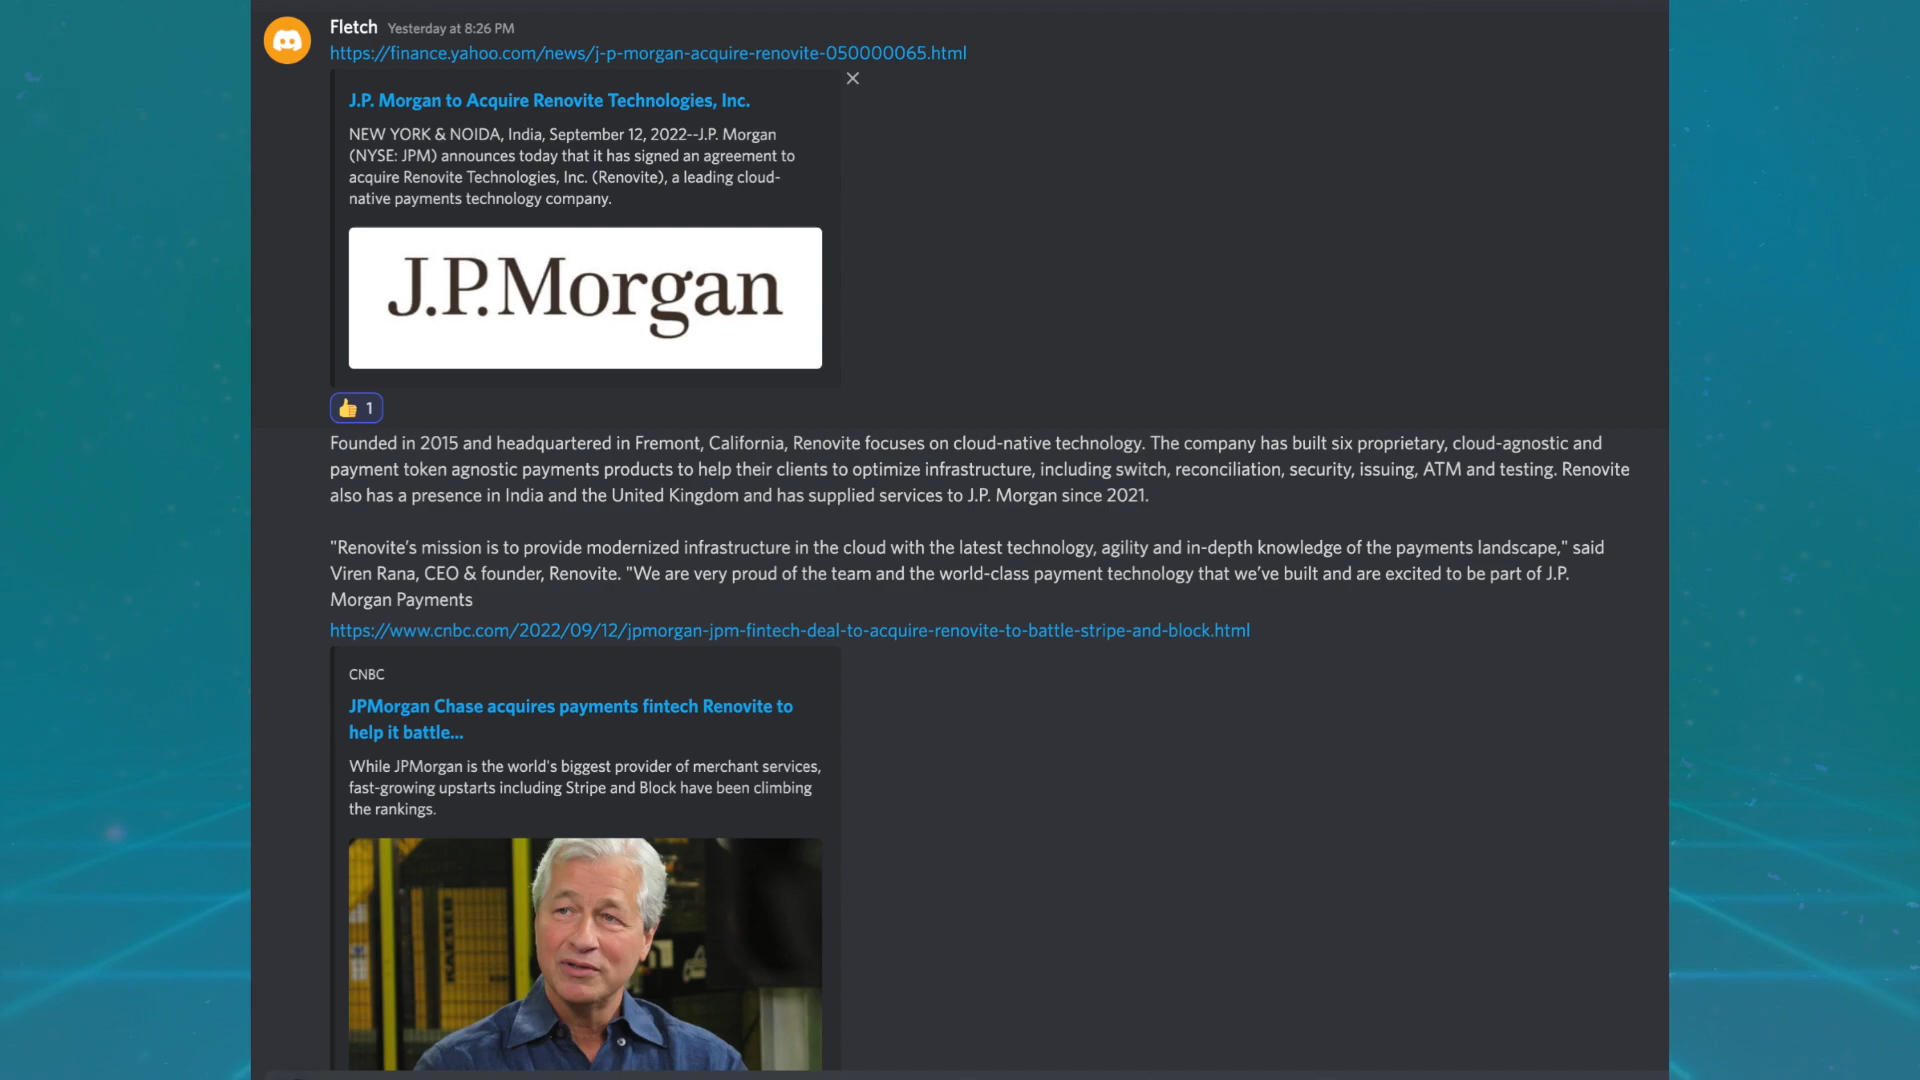 Fletch Yesterday at 8:26 PM
https://finance.yahoo.com/news/j-p-morgan-acquire-renovite-050000065.html
J.P. Morgan to Acquire Renovite Technologies, Inc.
NEW YORK & NOIDA, India, September 12, 2022--J.P. Morgan
(NYSE: JPM) announces today that it has signed an agreement to
acquire Renovite Technologies, Inc. (Renovite), a leading cloud-
native payments technology company.
J.P.Morgan
1
Founded in 2015 and headquartered in Fremont, California, Renovite focuses on cloud-native technology. The company has built six proprietary, cloud-agnostic and
payment token agnostic payments products to help their clients to optimize infrastructure, including switch, reconciliation, security, issuing, ATM and testing. Renovite
also has a presence in India and the United Kingdom and has supplied services to J.P. Morgan since 2021.
"Renovite’s mission is to provide modernized infrastructure in the cloud with the latest technology, agility and in-depth knowledge of the payments landscape," said
Viren Rana, CEO & founder, Renovite. "We are very proud of the team and the world-class payment technology that we’ve built and are excited to be part of J.P.
Morgan Payments
https://www.cnbc.com/2022/09/12/jpmorgan-jpm-fintech-deal-to-acquire-renovite-to-battle-stripe-and-block.html
CNBC
JPMorgan Chase acquires payments fintech Renovite to
help it battle...
While JPMorgan is the world's biggest provider of merchant services,
fast-growing upstarts including Stripe and Block have been climbing
the rankings.